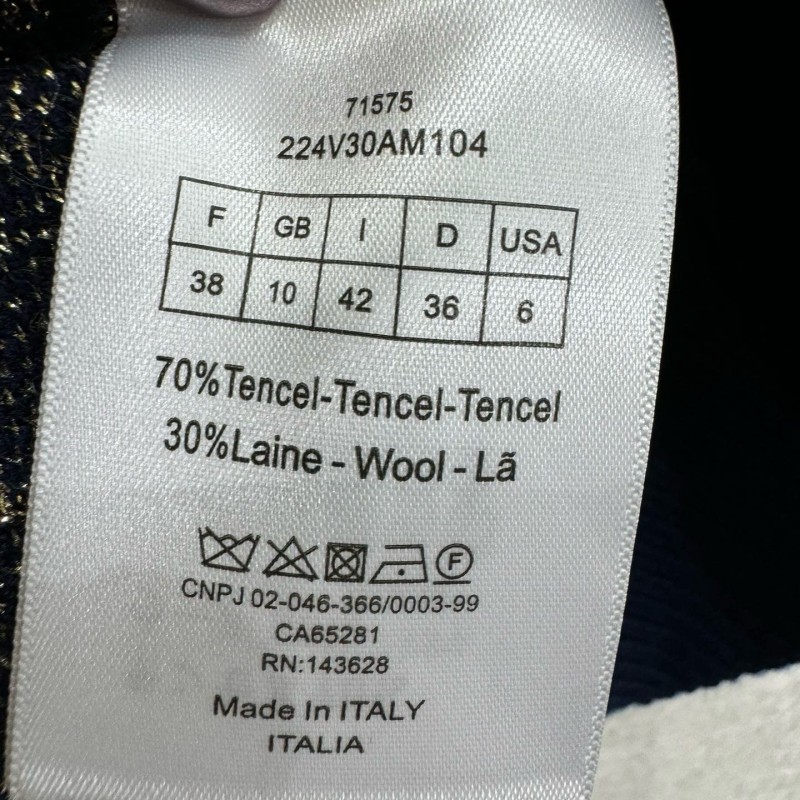 71575
224V30AM104
F GB I D USA
38 10 42 36 6
70%Tencel-Tencel-Tencel
30%Laine - Wool - Lã
F
CNPJ 02-046-366/0003-99
CA65281
RN:143628
Made In ITALY
ITALIA